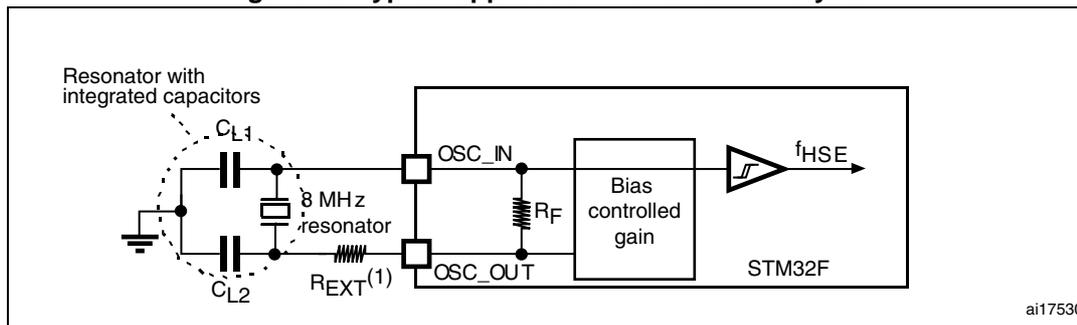 Resonator with
integrated capacitors
CL1
OSC_IN
fHSE
8 MHz
resonator
RF
Bias
controlled
gain
OSC_OUT
STM32F
REXT(1)
CL2
ai17530